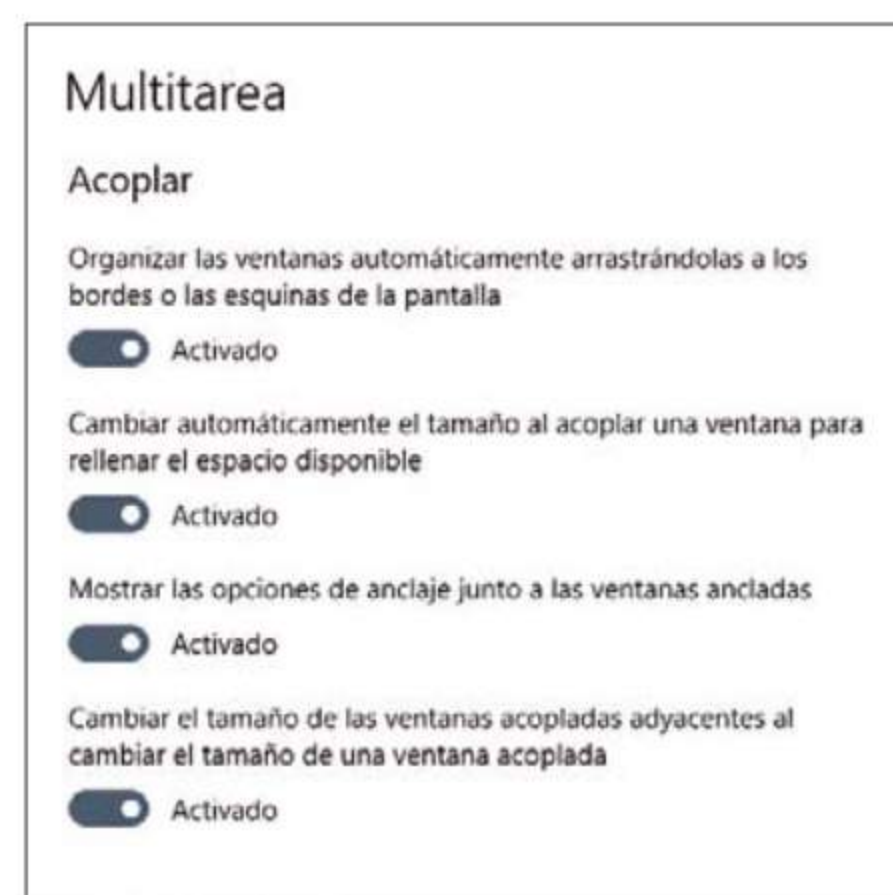 Multitarea
Acoplar
Organizar las ventanas automáticamente arrastrándolas a los
bordes o las esquinas de la pantalla
Activado
Cambiar automáticamente el tamaño al acoplar una ventana para
rellenar el espacio disponible
Activado
Mostrar las opciones de anclaje junto a las ventanas ancladas
Activado
Cambiar el tamaño de las ventanas acopladas adyacentes al
cambiar el tamaño de una ventana acoplada
Activado